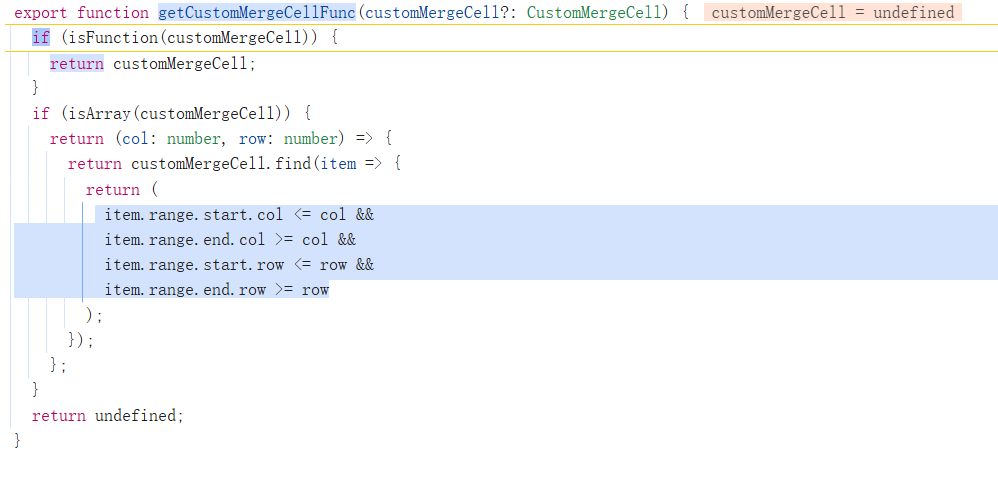 export function getCustomMergeCellFunc(customMergeCell?: CustomMergeCell) { customMergeCell = undefined
if (isFunction(customMergeCell)) {
return customMergeCell;
}
if (isArray(customMergeCell)) {
return (col: number, row: number) => {
return customMergeCell.find(item => {
return (
item.range.start.col <= col &&
item.range.end.col >= col &&
item.range.start.row <= row &&
item.range.end.row >= row
);
});
};
}
return undefined;
}